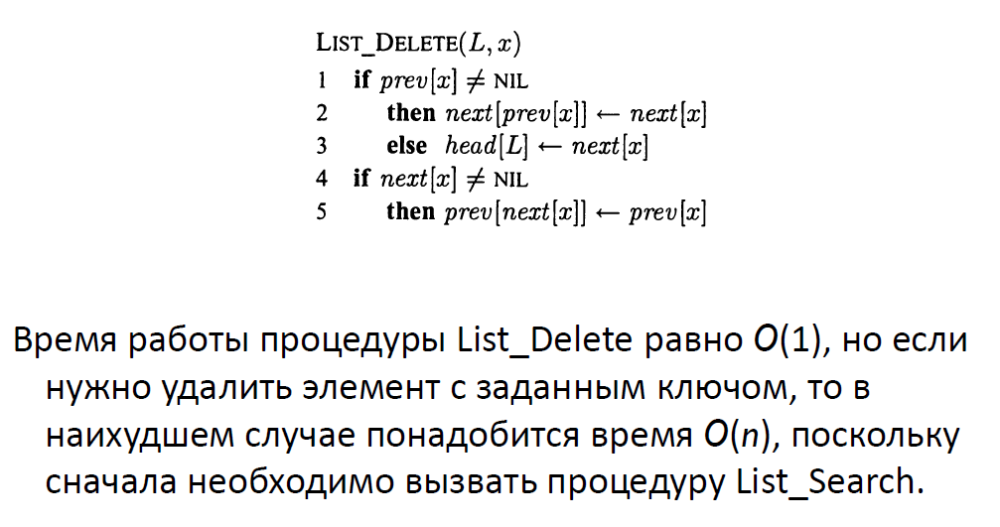 LIST_DELETE(L, x)
1 if prev[x] ≠ NIL
2 then next[prev[x]] ← next[x]
3 else head[L] ← next[x]
4 if next[x] ≠ NIL
5 then prev[next[x]] ← prev[x]
Время работы процедуры List_Delete равно O(1), но если
нужно удалить элемент с заданным ключом, то в
наихудшем случае понадобится время O(n), поскольку
сначала необходимо вызвать процедуру List_Search.